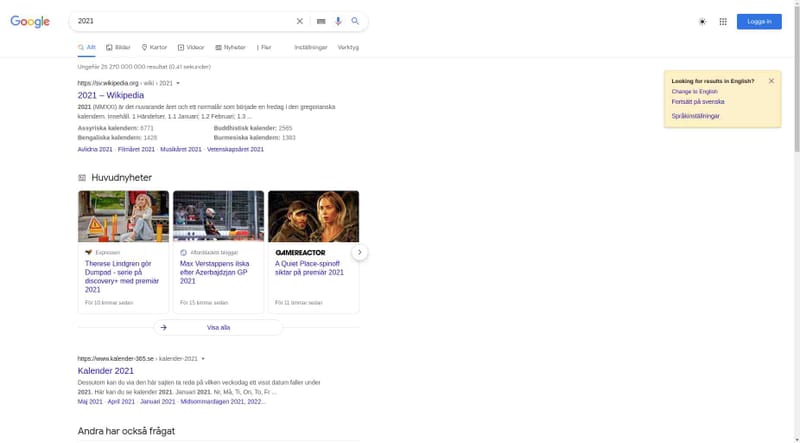 Google
2021
Logga in
Allt Bilder Kartor Videor Nyheter Fler Inställningar Verktyg
Ungefär 25 270 000 000 resultat (0,41 sekunder)
https://sv.wikipedia.org › wiki › 2021
2021 – Wikipedia
2021 (MMXXI) är det nuvarande året och ett normalår som började en fredag i den gregorianska
kalendern. Innehåll. 1 Händelser. 1.1 Januari; 1.2 Februari; 1.3 ...
Assyriska kalendern: 6771 Buddhistisk kalender: 2565
Bengaliska kalendern: 1428 Burmesiska kalendern: 1383
Avlidna 2021 · Filmåret 2021 · Musikåret 2021 · Vetenskapsåret 2021
Looking for results in English?
Change to English
Fortsätt på svenska
Språkinställningar
Huvudnyheter
Expressen
Therese Lindgren gör
Dumpad - serie på
discovery+ med premiär
2021
För 10 timmar sedan
Aftonbladets bloggar
Max Verstappens ilska
efter Azerbajdzjan GP
2021
För 15 timmar sedan
GAMEREACTOR
A Quiet Place-spinoff
siktar på premiär 2021
För 11 timmar sedan
Visa alla
https://www.kalender-365.se › kalender-2021
Kalender 2021
Dessutom kan du via den här sajten ta reda på vilken veckodag ett visst datum faller under
2021. Här kan du se kalender 2021. Januari 2021. Nr, Må, Ti, On, To, Fr ...
Maj 2021 · April 2021 · Januari 2021 · Midsommardagen 2021, 2022...
Andra har också frågat